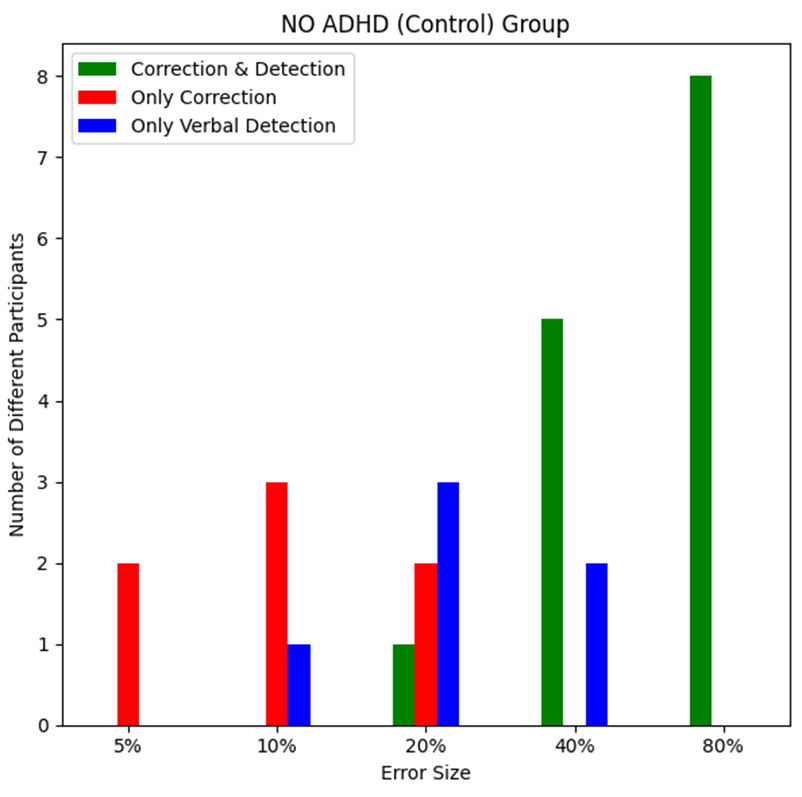 NO ADHD (Control) Group
Correction & Detection
Only Correction
Only Verbal Detection
Number of Different Participants
8
7
6
5
4
3
2
1
0
5% 10% 20% 40% 80%
Error Size